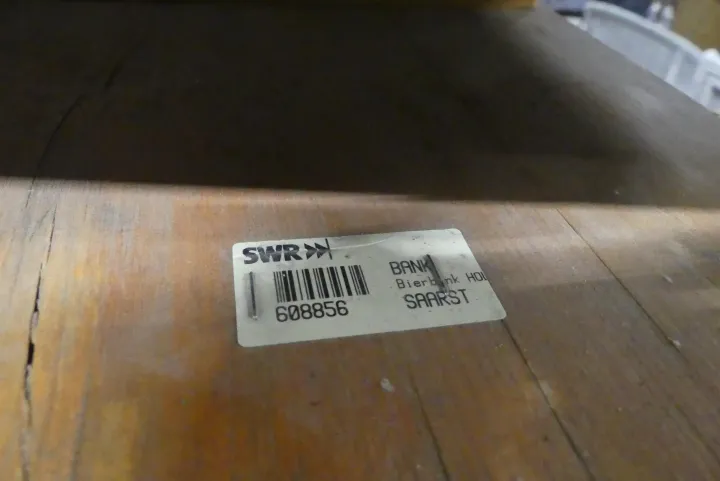 SWR
BANK
Bierbank HOL
608856
SAARST